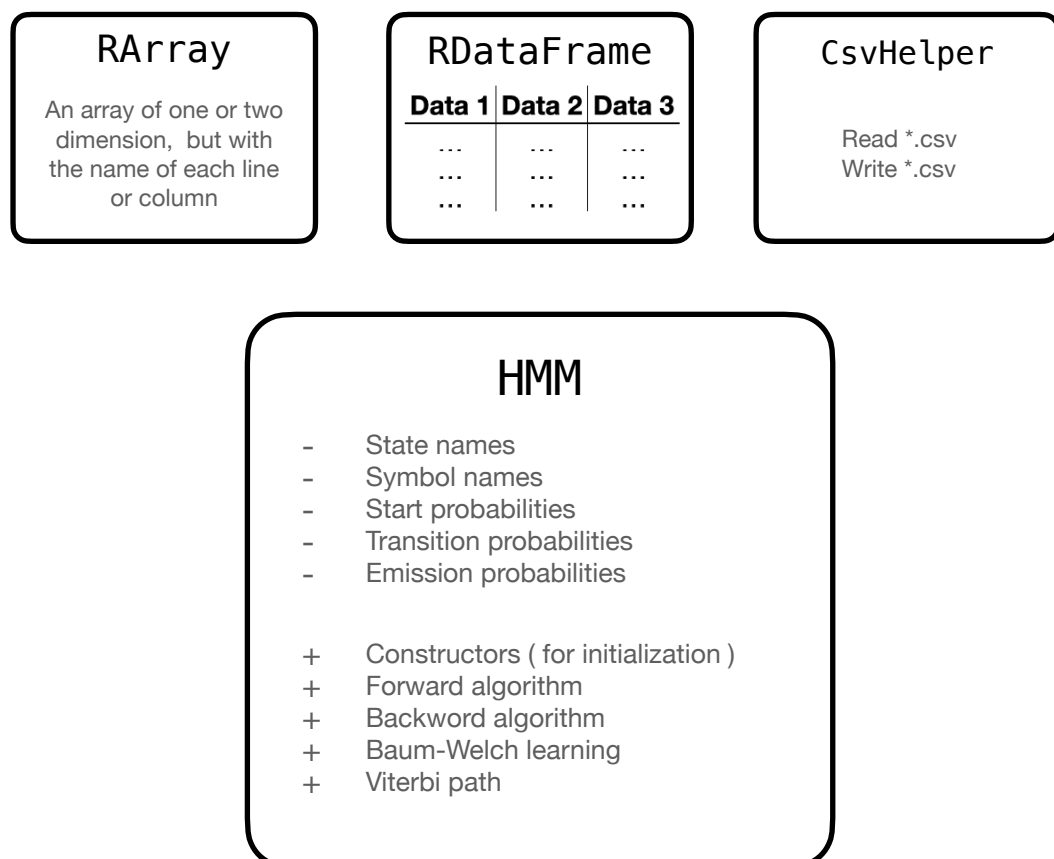 RArray
An array of one or two
dimension, but with
the name of each line
or column
RDataFrame
Data 1 Data 2 Data 3
... ... ...
... ... ...
... ... ...
CsvHelper
Read *.csv
Write *.csv
HMM
- State names
- Symbol names
- Start probabilities
- Transition probabilities
- Emission probabilities
+ Constructors ( for initialization )
+ Forward algorithm
+ Backword algorithm
+ Baum-Welch learning
+ Viterbi path